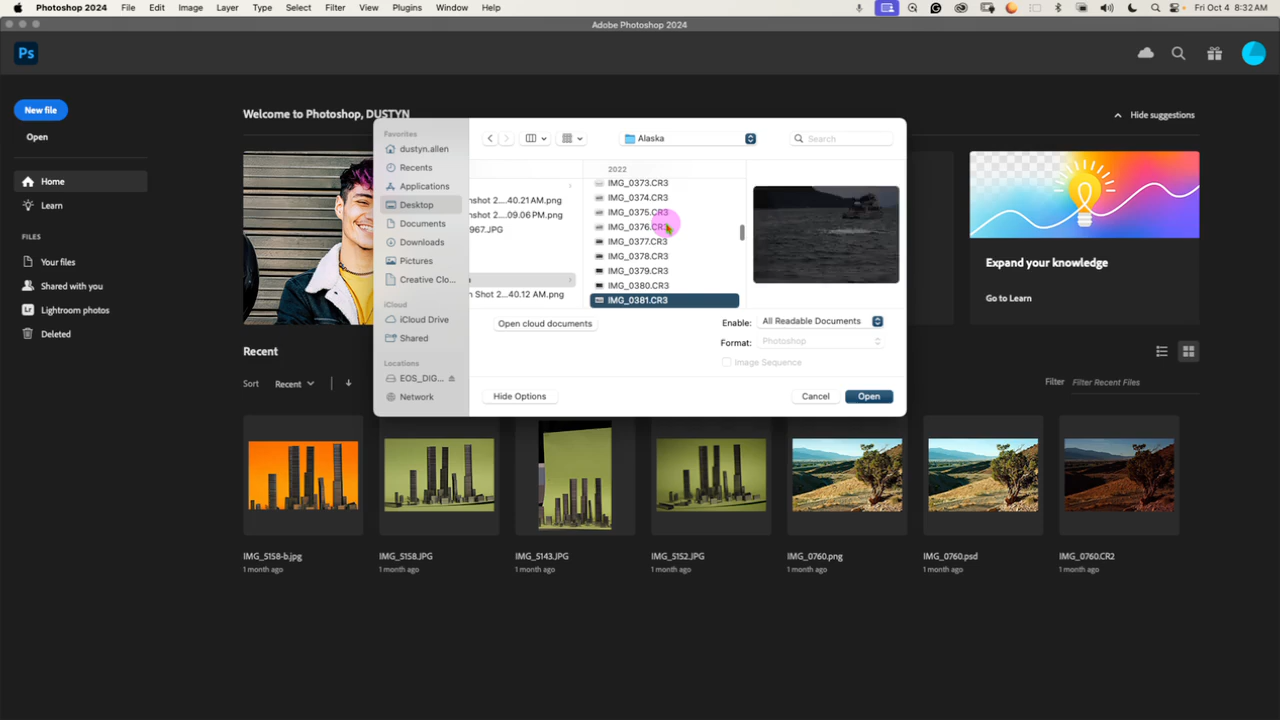 Photoshop 2024 File Edit Image Layer Type Select Filter View Plugins Window Help Fri Oct 4 8:32 AM
Adobe Photoshop 2024
Ps
New file
Open
Home
Learn
FILES
Your files
Shared with you
Lr Lightroom photos
Deleted
Welcome to Photoshop, DUSTYN
Hide suggestions
Expand your knowledge
Go to Learn
Favorites
dustyn.allen
Recents
Applications
Desktop
Documents
Downloads
Pictures
Creative Clo...
iCloud
iCloud Drive
Shared
Locations
EOS_DIG...
Network
Alaska
Search
nshot 2....40.21 AM.png
nshot 2....09.06 PM.png
967.JPG
n Shot 2...40.12 AM.png
2022
IMG_0373.CR3
IMG_0374.CR3
IMG_0375.CR3
IMG_0376.CR3
IMG_0377.CR3
IMG_0378.CR3
IMG_0379.CR3
IMG_0380.CR3
IMG_0381.CR3
Open cloud documents
Enable: All Readable Documents
Format: Photoshop
Image Sequence
Hide Options
Cancel
Open
Recent
Sort Recent
Filter Filter Recent Files
IMG_5158-b.jpg
1 month ago
IMG_5158.JPG
1 month ago
IMG_5143.JPG
1 month ago
IMG_5152.JPG
1 month ago
IMG_0760.png
1 month ago
IMG_0760.psd
1 month ago
IMG_0760.CR2
1 month ago